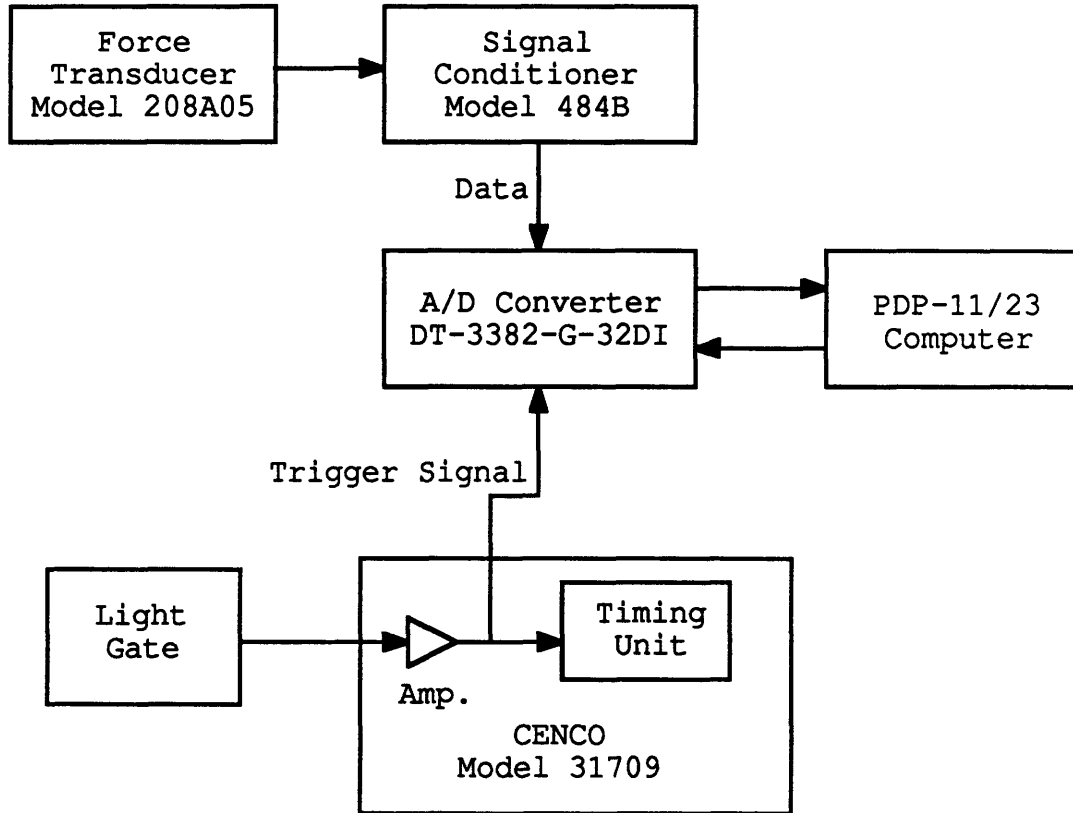 Force
Transducer
Model 208A05
Signal
Conditioner
Model 484B
Data
A/D Converter
DT-3382-G-32DI
PDP-11/23
Computer
Trigger Signal
Light
Gate
Timing
Unit
Amp.
CENCO
Model 31709